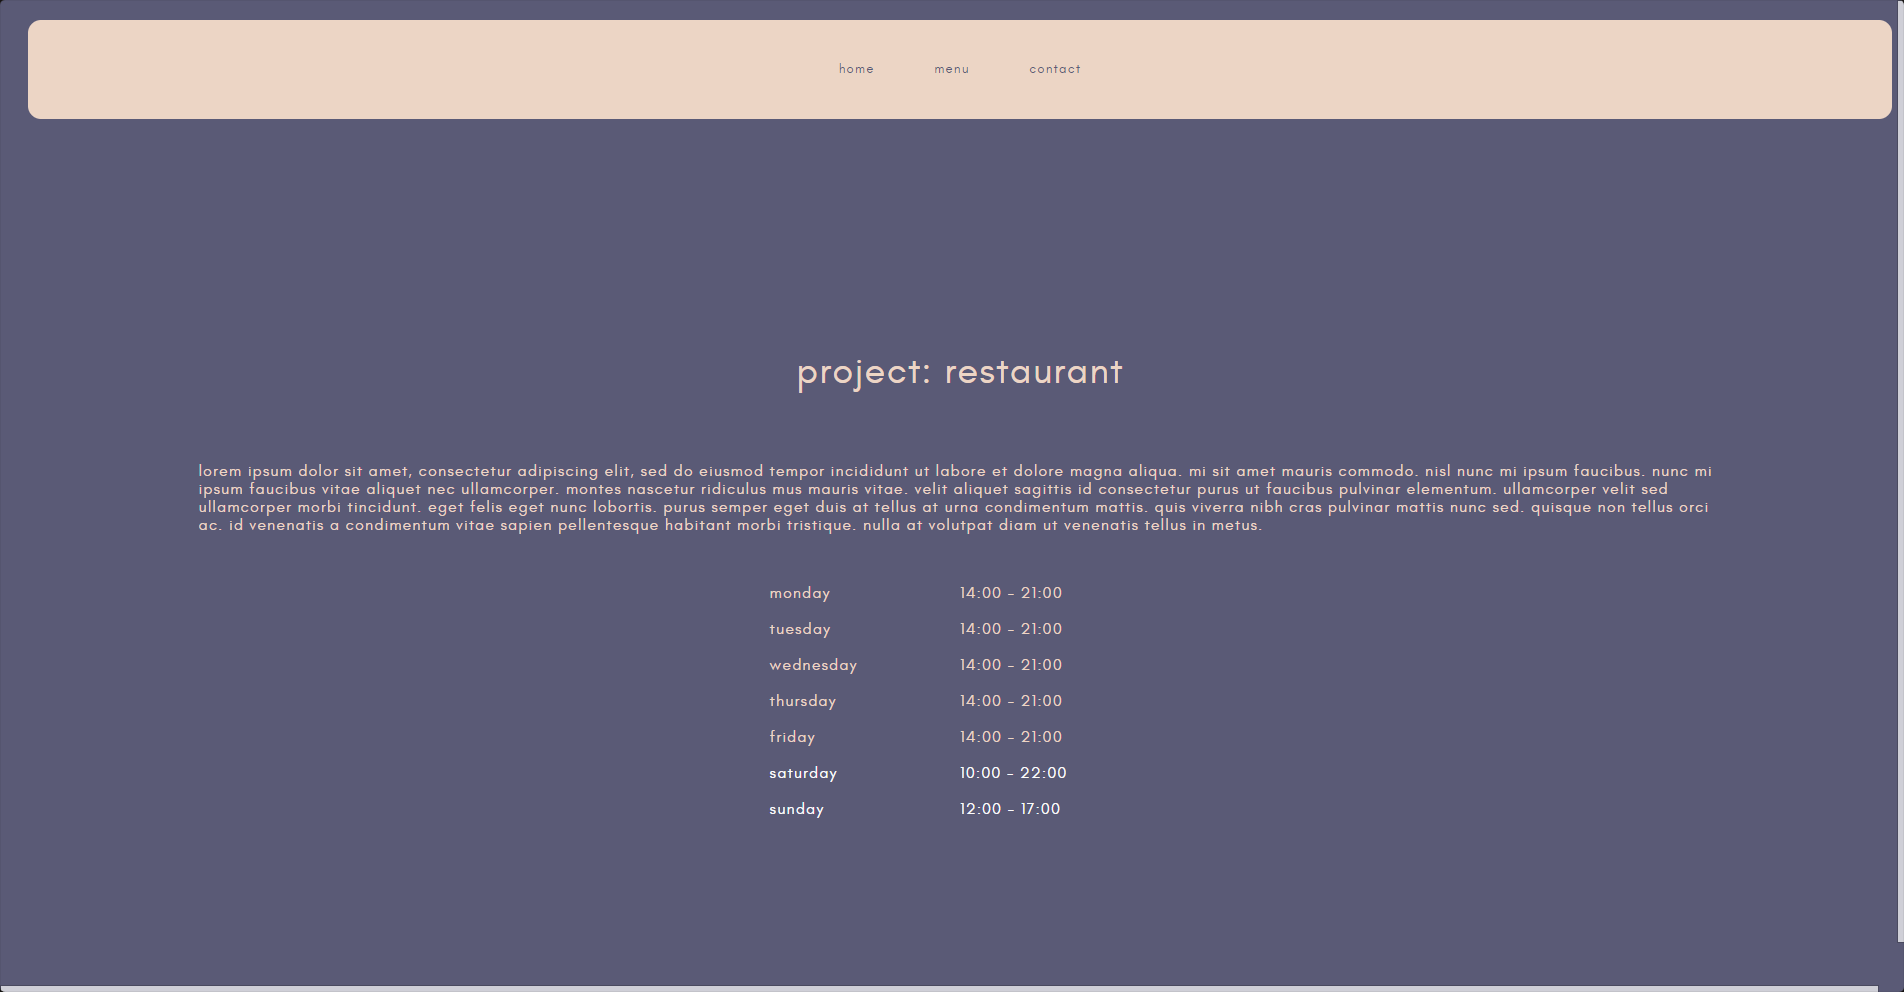 home menu contact
project: restaurant
lorem ipsum dolor sit amet, consectetur adipiscing elit, sed do eiusmod tempor incididunt ut labore et dolore magna aliqua. mi sit amet mauris commodo. nisl nunc mi ipsum faucibus. nunc mi
ipsum faucibus vitae aliquet nec ullamcorper. montes nascetur ridiculus mus mauris vitae. velit aliquet sagittis id consectetur purus ut faucibus pulvinar elementum. ullamcorper velit sed
ullamcorper morbi tincidunt. eget felis eget nunc lobortis. purus semper eget duis at tellus at urna condimentum mattis. quis viverra nibh cras pulvinar mattis nunc sed. quisque non tellus orci
ac. id venenatis a condimentum vitae sapien pellentesque habitant morbi tristique. nulla at volutpat diam ut venenatis tellus in metus.
monday 14:00 - 21:00
tuesday 14:00 - 21:00
wednesday 14:00 - 21:00
thursday 14:00 - 21:00
friday 14:00 - 21:00
saturday 10:00 - 22:00
sunday 12:00 - 17:00